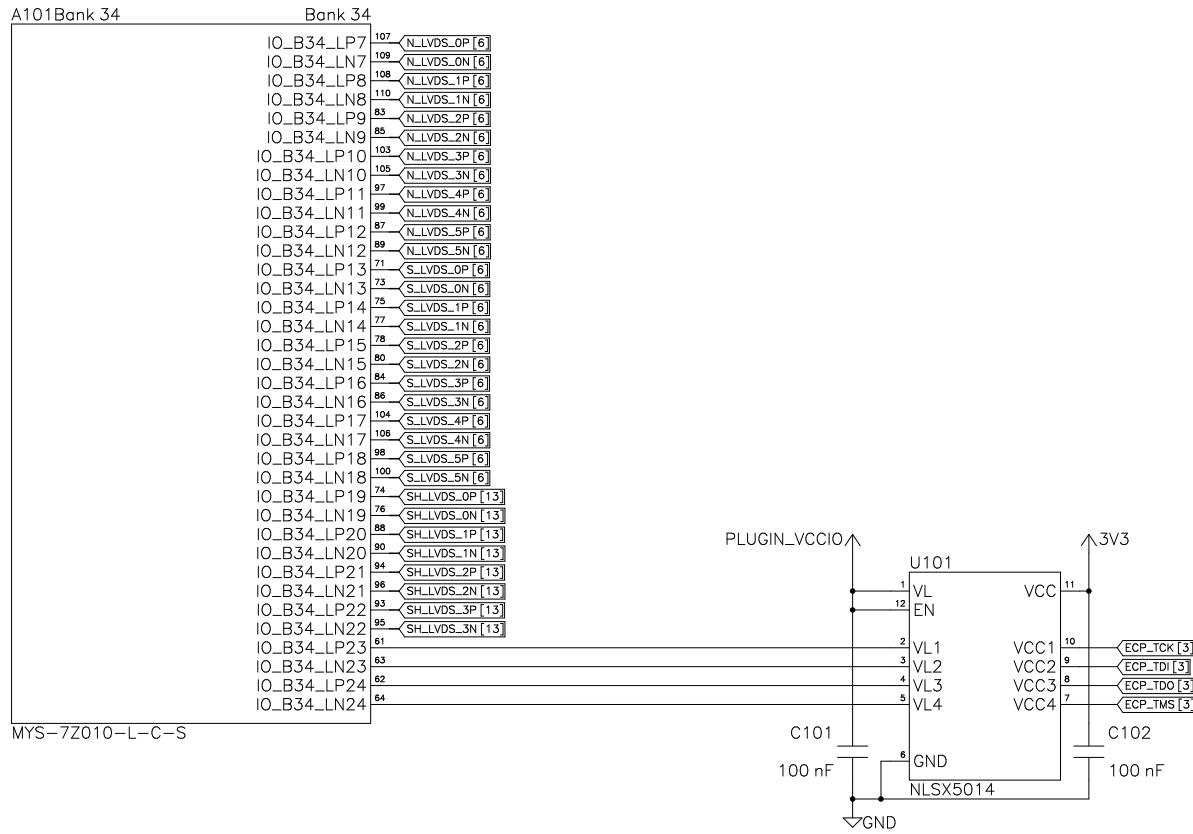 A101Bank 34 Bank 34
IO_B34_LP7 107 N_LVDS_0P [6]
IO_B34_LN7 109 N_LVDS_0N [6]
IO_B34_LP8 108 N_LVDS_1P [6]
IO_B34_LN8 110 N_LVDS_1N [6]
IO_B34_LP9 83 N_LVDS_2P [6]
IO_B34_LN9 85 N_LVDS_2N [6]
IO_B34_LP10 103 N_LVDS_3P [6]
IO_B34_LN10 105 N_LVDS_3N [6]
IO_B34_LP11 97 N_LVDS_4P [6]
IO_B34_LN11 99 N_LVDS_4N [6]
IO_B34_LP12 87 N_LVDS_5P [6]
IO_B34_LN12 89 N_LVDS_5N [6]
IO_B34_LP13 71 S_LVDS_0P [6]
IO_B34_LN13 73 S_LVDS_0N [6]
IO_B34_LP14 75 S_LVDS_1P [6]
IO_B34_LN14 77 S_LVDS_1N [6]
IO_B34_LP15 78 S_LVDS_2P [6]
IO_B34_LN15 80 S_LVDS_2N [6]
IO_B34_LP16 84 S_LVDS_3P [6]
IO_B34_LN16 86 S_LVDS_3N [6]
IO_B34_LP17 104 S_LVDS_4P [6]
IO_B34_LN17 106 S_LVDS_4N [6]
IO_B34_LP18 98 S_LVDS_5P [6]
IO_B34_LN18 100 S_LVDS_5N [6]
IO_B34_LP19 74 SH_LVDS_0P [13]
IO_B34_LN19 76 SH_LVDS_0N [13]
IO_B34_LP20 88 SH_LVDS_1P [13]
IO_B34_LN20 90 SH_LVDS_1N [13]
IO_B34_LP21 94 SH_LVDS_2P [13]
IO_B34_LN21 96 SH_LVDS_2N [13]
IO_B34_LP22 93 SH_LVDS_3P [13]
IO_B34_LN22 95 SH_LVDS_3N [13]
IO_B34_LP23 61
IO_B34_LN23 63
IO_B34_LP24 62
IO_B34_LN24 64
MYS-7Z010-L-C-S
PLUGIN_VCCIO 3V3
U101
1 VL VCC 11
12 EN
2 VL1 VCC1 10 ECP_TCK [3]
3 VL2 VCC2 9 ECP_TDI [3]
4 VL3 VCC3 8 ECP_TDO [3]
5 VL4 VCC4 7 ECP_TMS [3]
C101 C102
6 GND
100 nF 100 nF
NLSX5014
GND